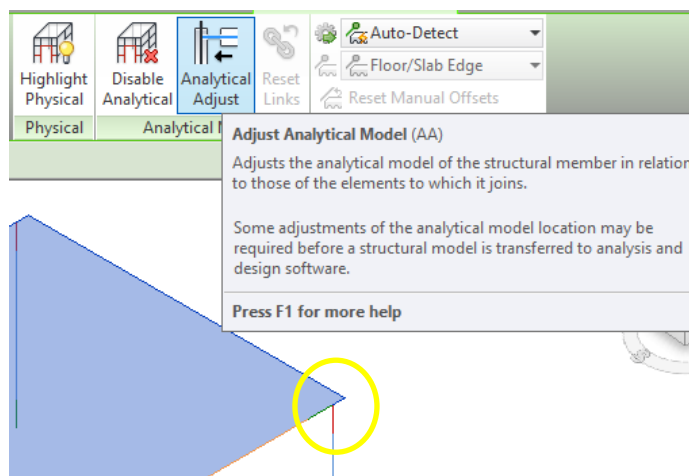 Highlight
Physical
Disable
Analytical
Analytical
Adjust
Reset
Links
Auto-Detect
Floor/Slab Edge
Reset Manual Offsets
Physical
Analytical
Adjust Analytical Model (AA)
Adjusts the analytical model of the structural member in relation
to those of the elements to which it joins.
Some adjustments of the analytical model location may be
required before a structural model is transferred to analysis and
design software.
Press F1 for more help